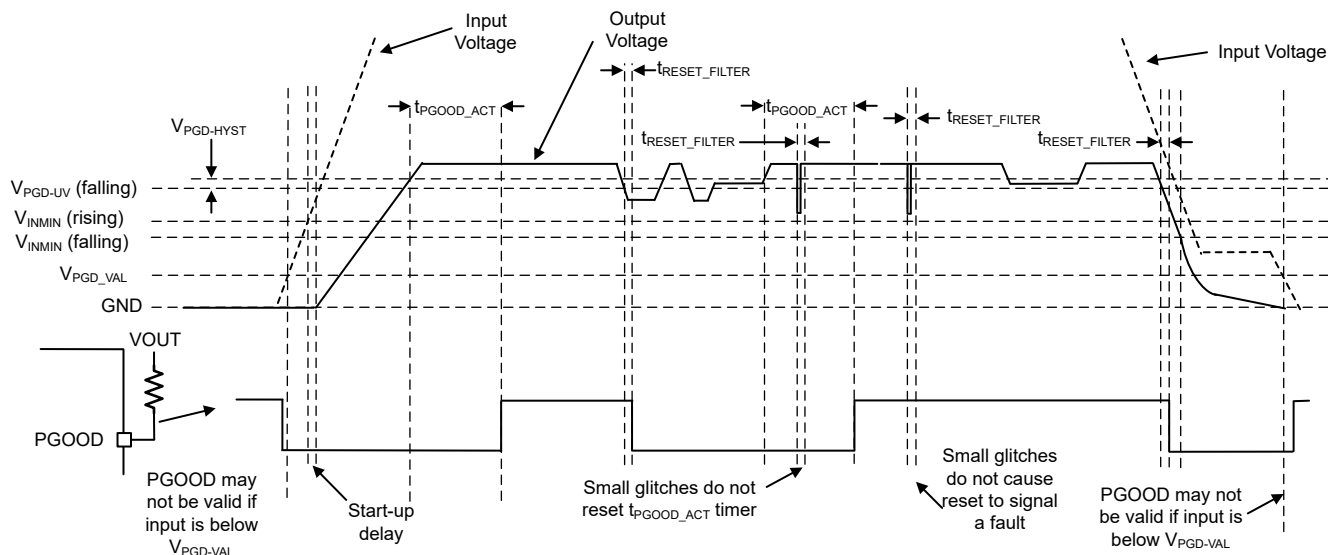 Input
Voltage
Output
Voltage
Input Voltage
tRESET_FILTER
tPGOOD_ACT
tPGOOD_ACT
tRESET_FILTER
VPGD-HYST
tRESET_FILTER
tRESET_FILTER
VPGD-UV (falling)
VINMIN (rising)
VINMIN (falling)
VPGD_VAL
GND
VOUT
PGOOD
PGOOD may
not be valid if
input is below
VPGD-VAL
Start-up
delay
Small glitches do not
reset tPGOOD_ACT timer
Small glitches
do not cause
reset to signal
a fault
PGOOD may not
be valid if input is
below VPGD-VAL